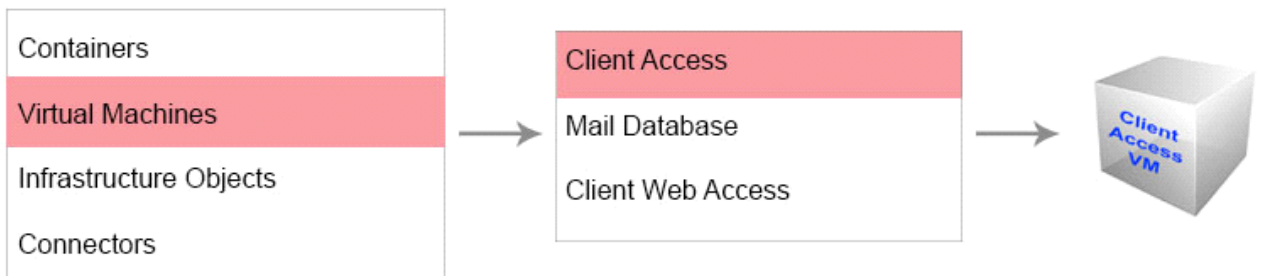 Containers
Virtual Machines
Infrastructure Objects
Connectors
Client Access
Mail Database
Client Web Access
Client
Access
VM